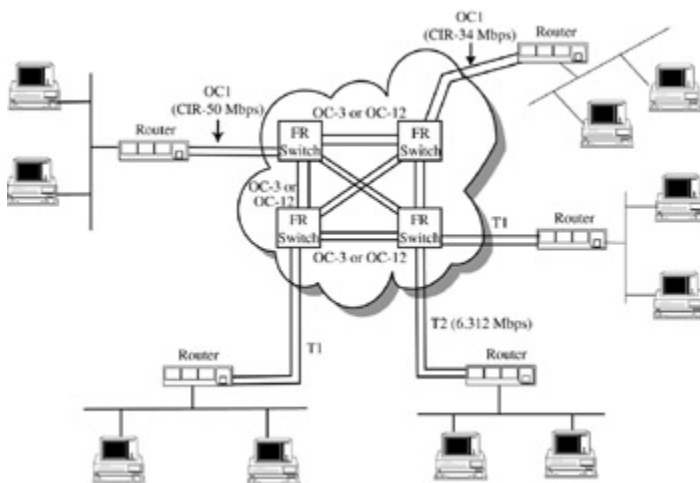 OC1
(CIR-34 Mbps)
Router
OC1
(CIR-50 Mbps)
Router
OC-3 or OC-12
FR
Switch
FR
Switch
OC-3 or
OC-12
FR
Switch
FR
Switch
T1
Router
OC-3 or OC-12
T2 (6.312 Mbps)
T1
Router
Router